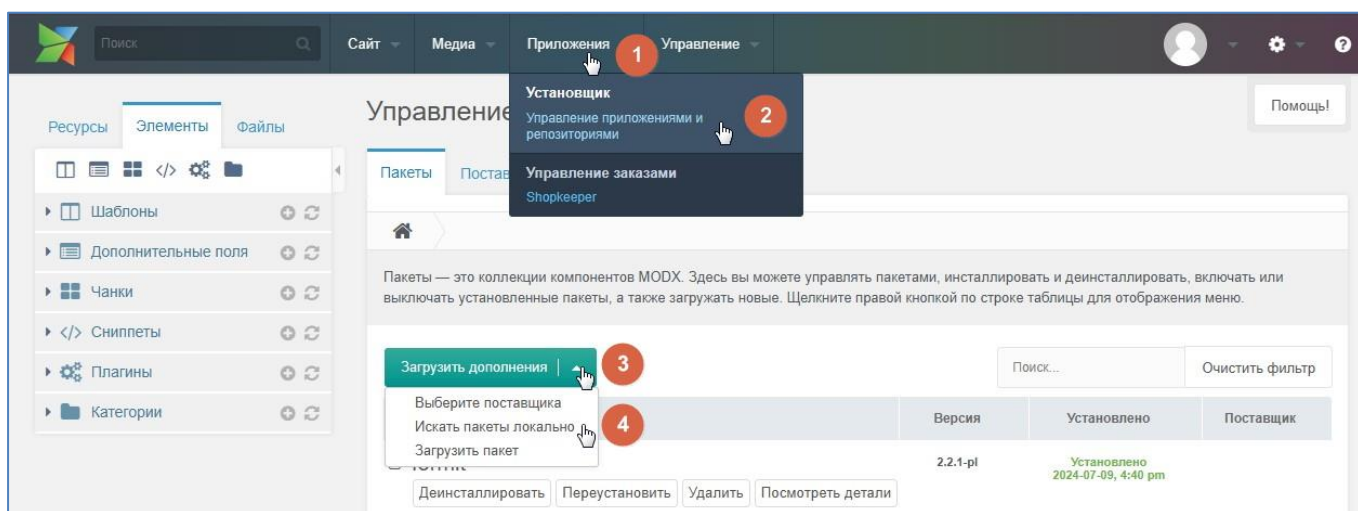 Поиск
Сайт
Медиа
Приложения
1
Управление
Установщик
Управление приложениями и
репозиториями
2
Управление заказами
Shopkeeper
Управление
Помощь!
Ресурсы
Элементы
Файлы
Пакеты
Постав
Шаблоны
Дополнительные поля
Чанки
Сниппеты
Плагины
Категории
Пакеты — это коллекции компонентов MODX. Здесь вы можете управлять пакетами, инсталлировать и деинсталлировать, включать или
выключать установленные пакеты, а также загружать новые. Щелкните правой кнопкой по строке таблицы для отображения меню.
Загрузить дополнения
3
Поиск...
Очистить фильтр
Выберите поставщика
Искать пакеты локально
4
Загрузить пакет
Версия
Установлено
Поставщик
2.2.1-pl
Установлено
2024-07-09, 4:40 pm
Деинсталлировать
Переустановить
Удалить
Посмотреть детали